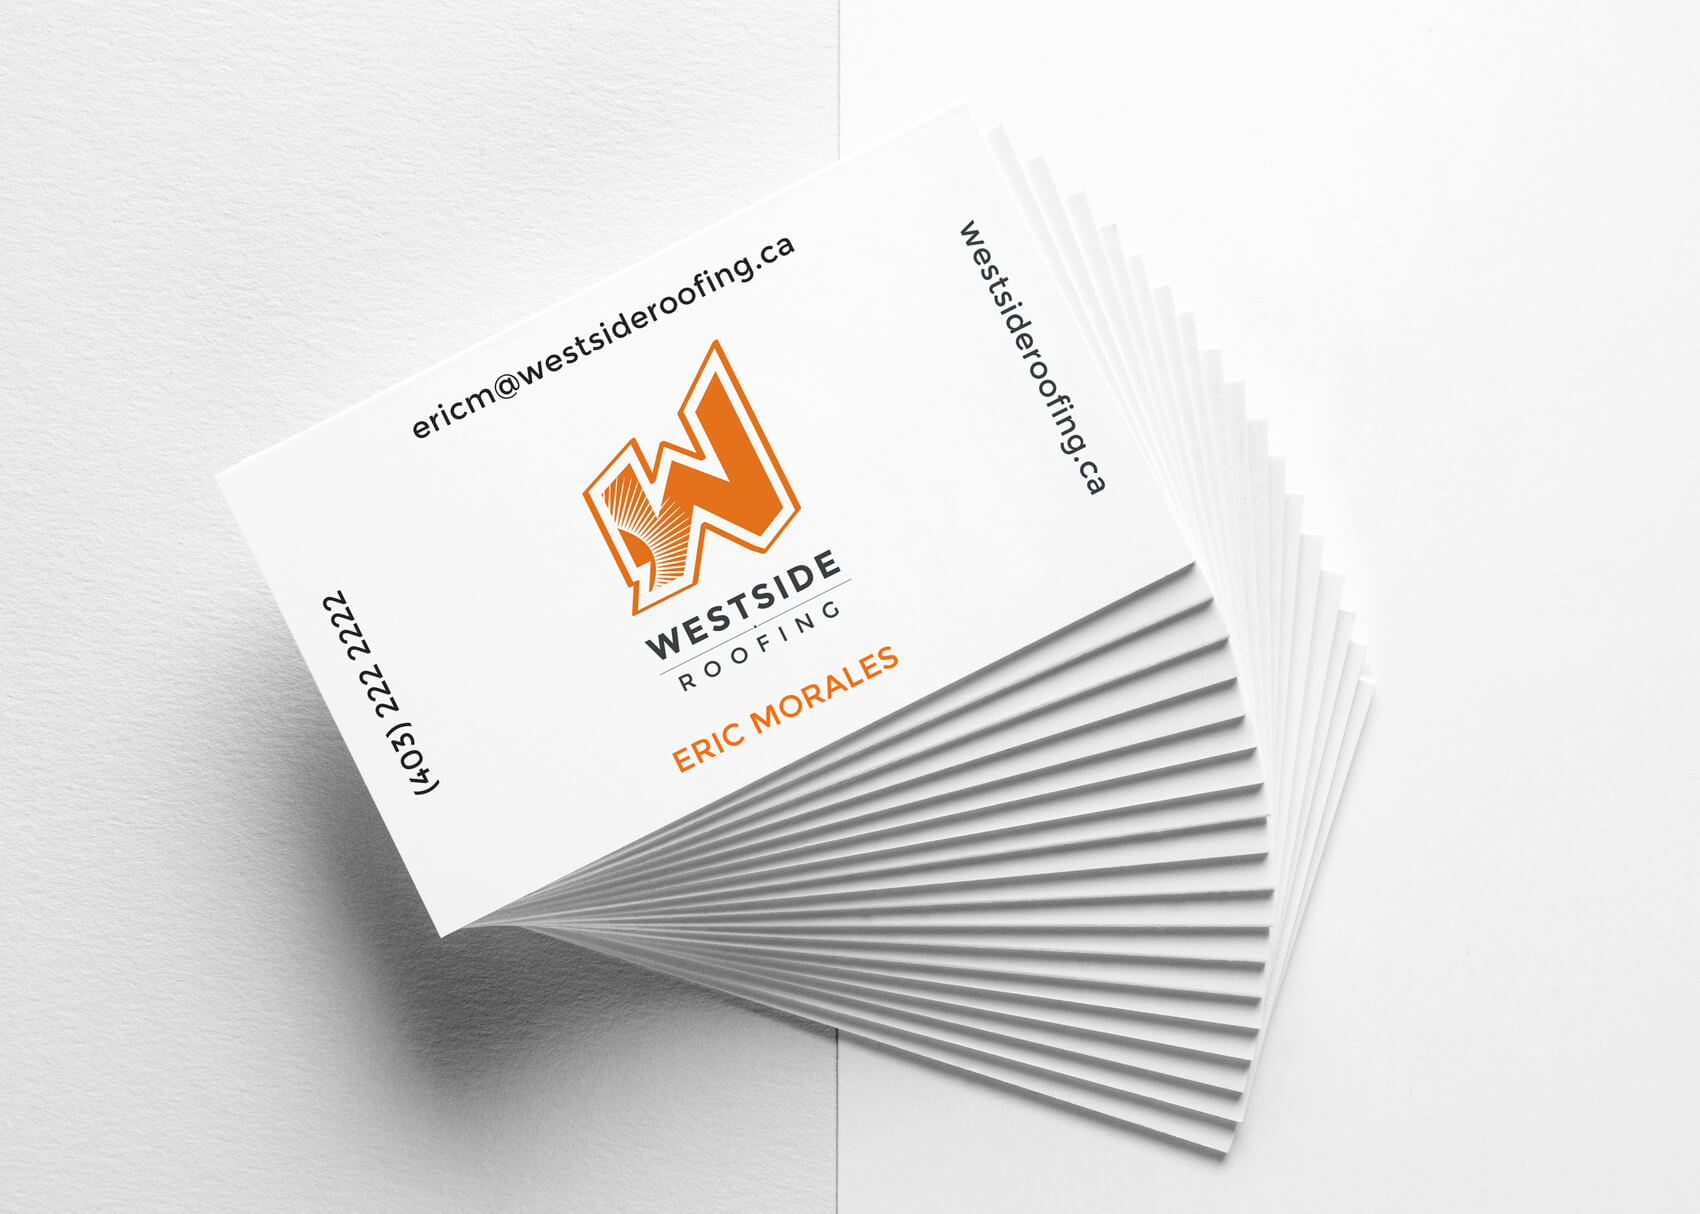 ericm@westsideroofing.ca
westsideroofing.ca
(403) 222 2222
WESTSIDE
ROOFING
ERIC MORALES